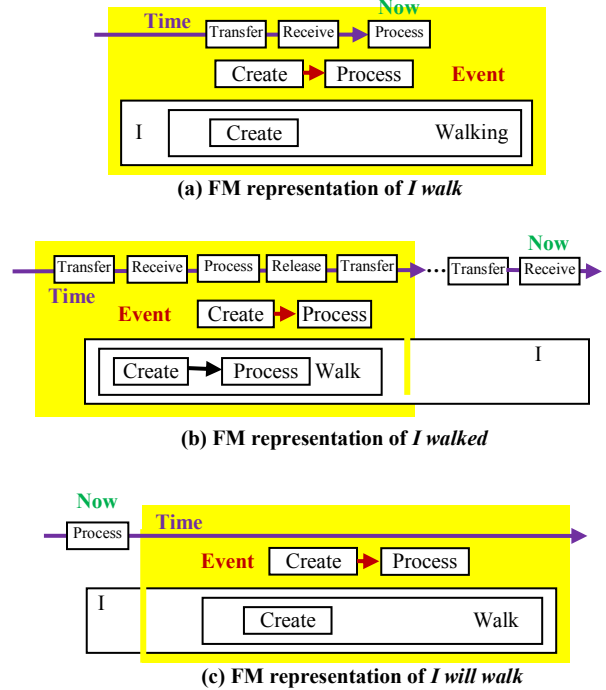 Now
Time
Transfer Receive Process
Create Process Event
I Create Walking
(a) FM representation of I walk
Now
Transfer Receive Process Release Transfer ... Transfer Receive
Time
Event Create Process
I
Create Process Walk
(b) FM representation of I walked
Now
Process Time
Event Create Process
I
Create Walk
(c) FM representation of I will walk